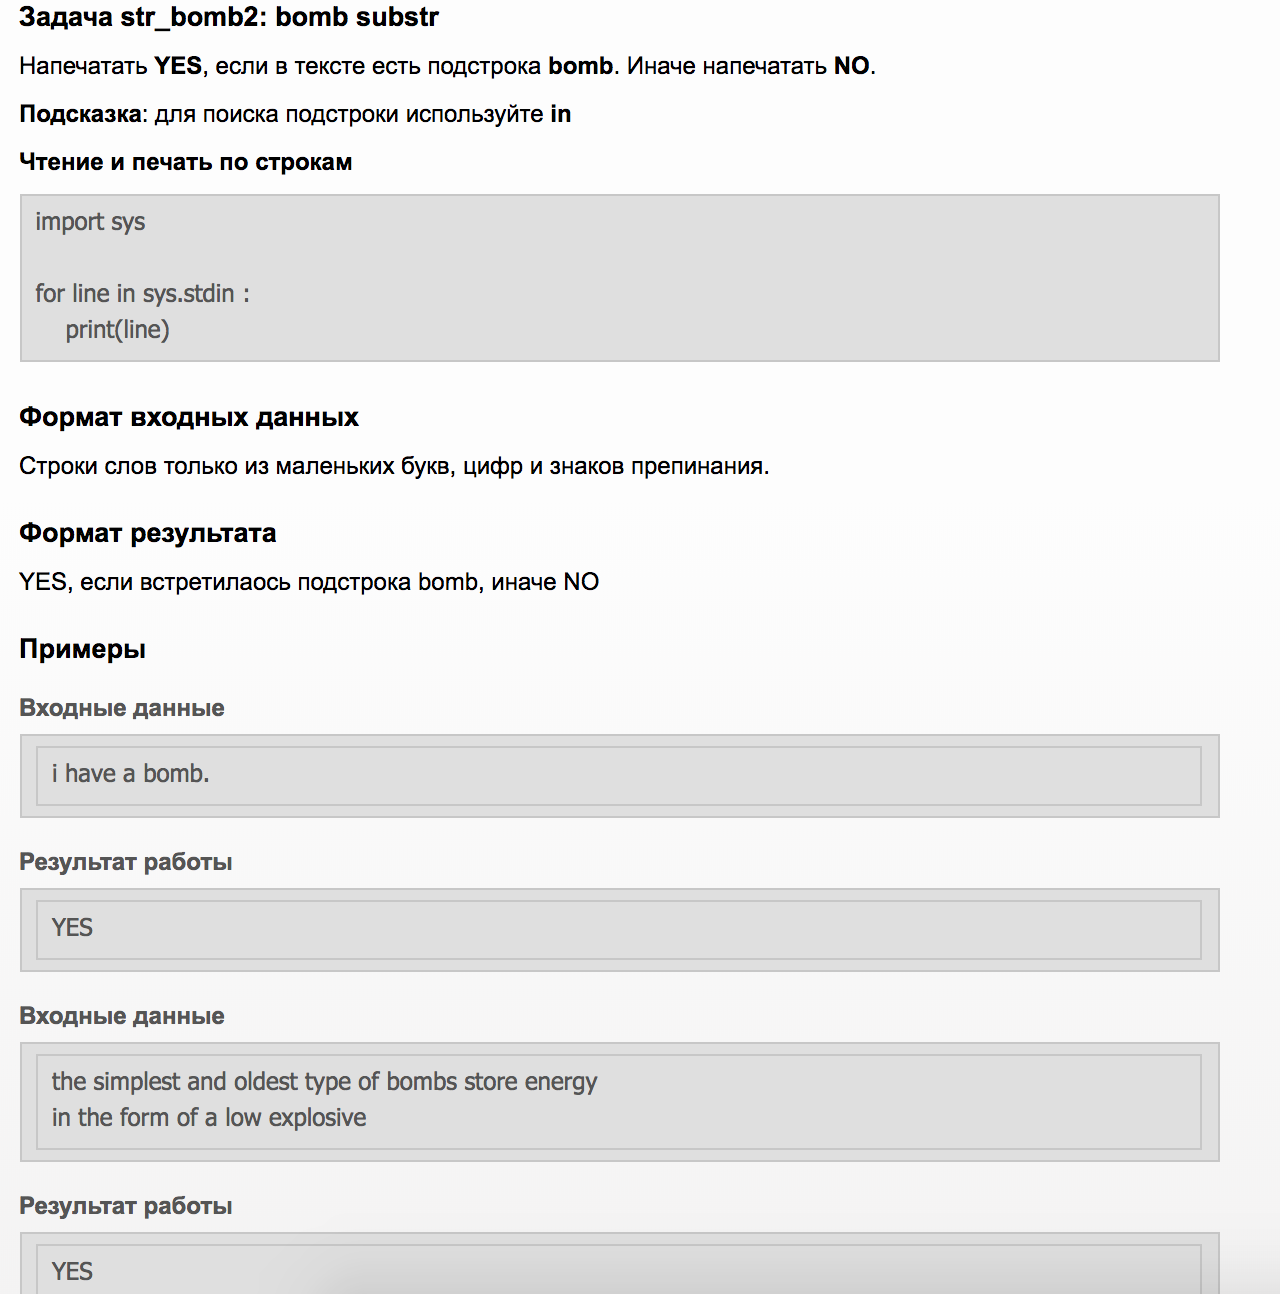 Задача str_bomb2: bomb substr
Напечатать YES, если в тексте есть подстрока bomb. Иначе напечатать NO.
Подсказка: для поиска подстроки используйте in
Чтение и печать по строкам
import sys
for line in sys.stdin :
print(line)
Формат входных данных
Строки слов только из маленьких букв, цифр и знаков препинания.
Формат результата
YES, если встретилаось подстрока bomb, иначе NO
Примеры
Входные данные
i have a bomb.
Результат работы
YES
Входные данные
the simplest and oldest type of bombs store energy
in the form of a low explosive
Результат работы
YES